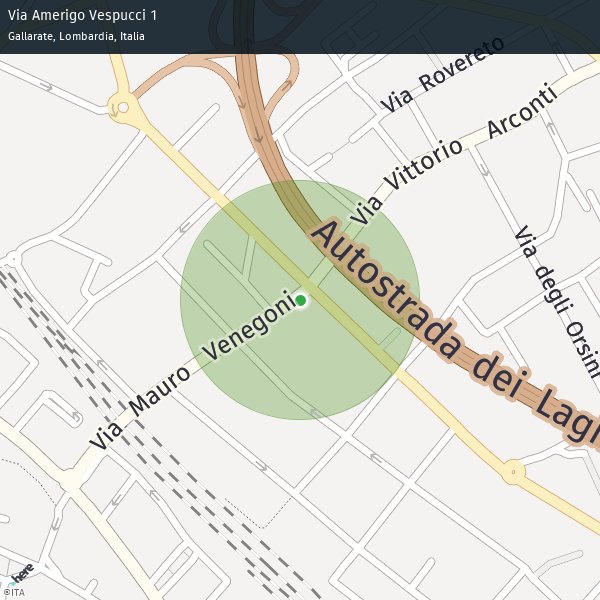 Via Amerigo Vespucci 1
Gallarate, Lombardia, Italia
Via Rovereto
Via Vittorio Arconti
Autostrada dei Laghi
Via degli Orsini
Via Mauro Venegoni
here
©ITA